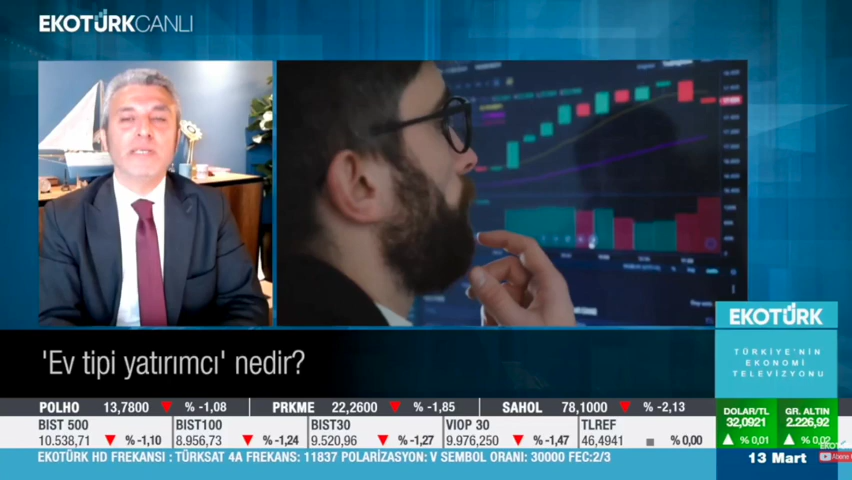 EKOTÜRK CANLI
'Ev tipi yatırımcı' nedir?
EKOTÜRK
TÜRKİYE'NİN
EKONOMİ
TELEVİZYONU
POLHO 13,7800 % -1,08 PRKME 22,2600 % -1,85 SAHOL 78,1000 % -2,13
BIST 500 BIST100 BIST30 VIOP 30 TLREF
10.538,71 % -1,10 8.956,73 % -1,24 9.520,96 % -1,27 9.976,250 % -1,47 46,4941 % 0,00
DOLAR/TL GR. ALTIN
32,0921 2.226,92
% 0,01 % 0,02
EKOTÜRK HD FREKANSI : TÜRKSAT 4A FREKANS: 11837 POLARİZASYON: V SEMBOL ORANI: 30000 FEC:2/3
13 Mart